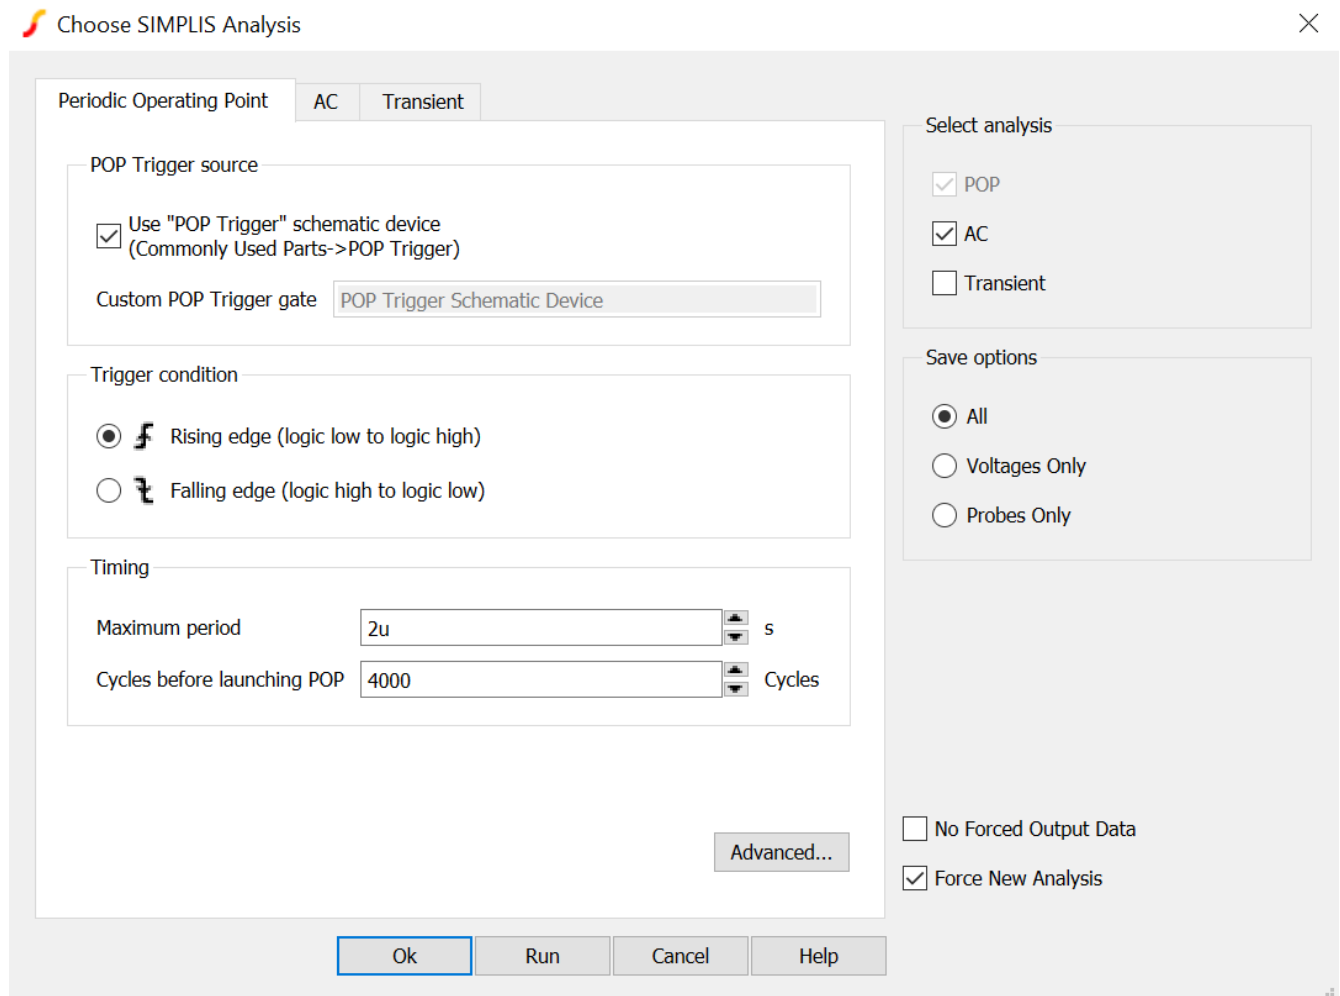 Choose SIMPLIS Analysis
Periodic Operating Point
AC
Transient
POP Trigger source
Use "POP Trigger" schematic device
(Commonly Used Parts->POP Trigger)
Custom POP Trigger gate
POP Trigger Schematic Device
Trigger condition
Rising edge (logic low to logic high)
Falling edge (logic high to logic low)
Timing
Maximum period
2u
s
Cycles before launching POP
4000
Cycles
Advanced...
Select analysis
POP
AC
Transient
Save options
All
Voltages Only
Probes Only
No Forced Output Data
Force New Analysis
Ok
Run
Cancel
Help